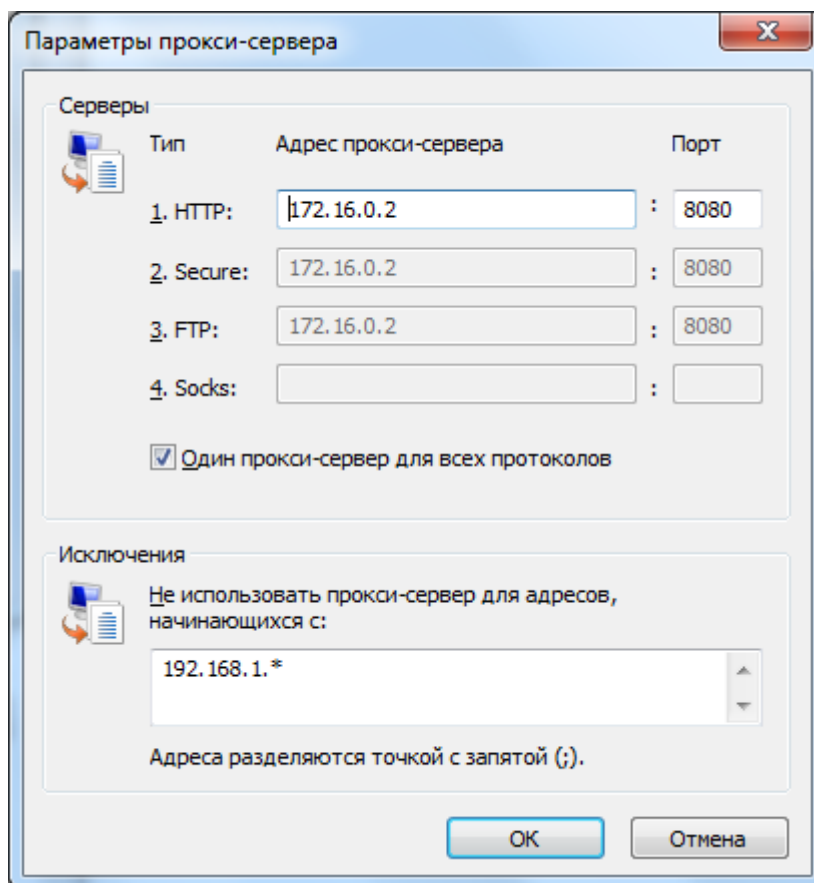 Параметры прокси-сервера
Серверы
Тип Адрес прокси-сервера Порт
1. HTTP: 172.16.0.2 : 8080
2. Secure: 172.16.0.2 : 8080
3. FTP: 172.16.0.2 : 8080
4. Socks: :
Один прокси-сервер для всех протоколов
Исключения
Не использовать прокси-сервер для адресов,
начинающихся с:
192.168.1.*
Адреса разделяются точкой с запятой (;).
ОК Отмена